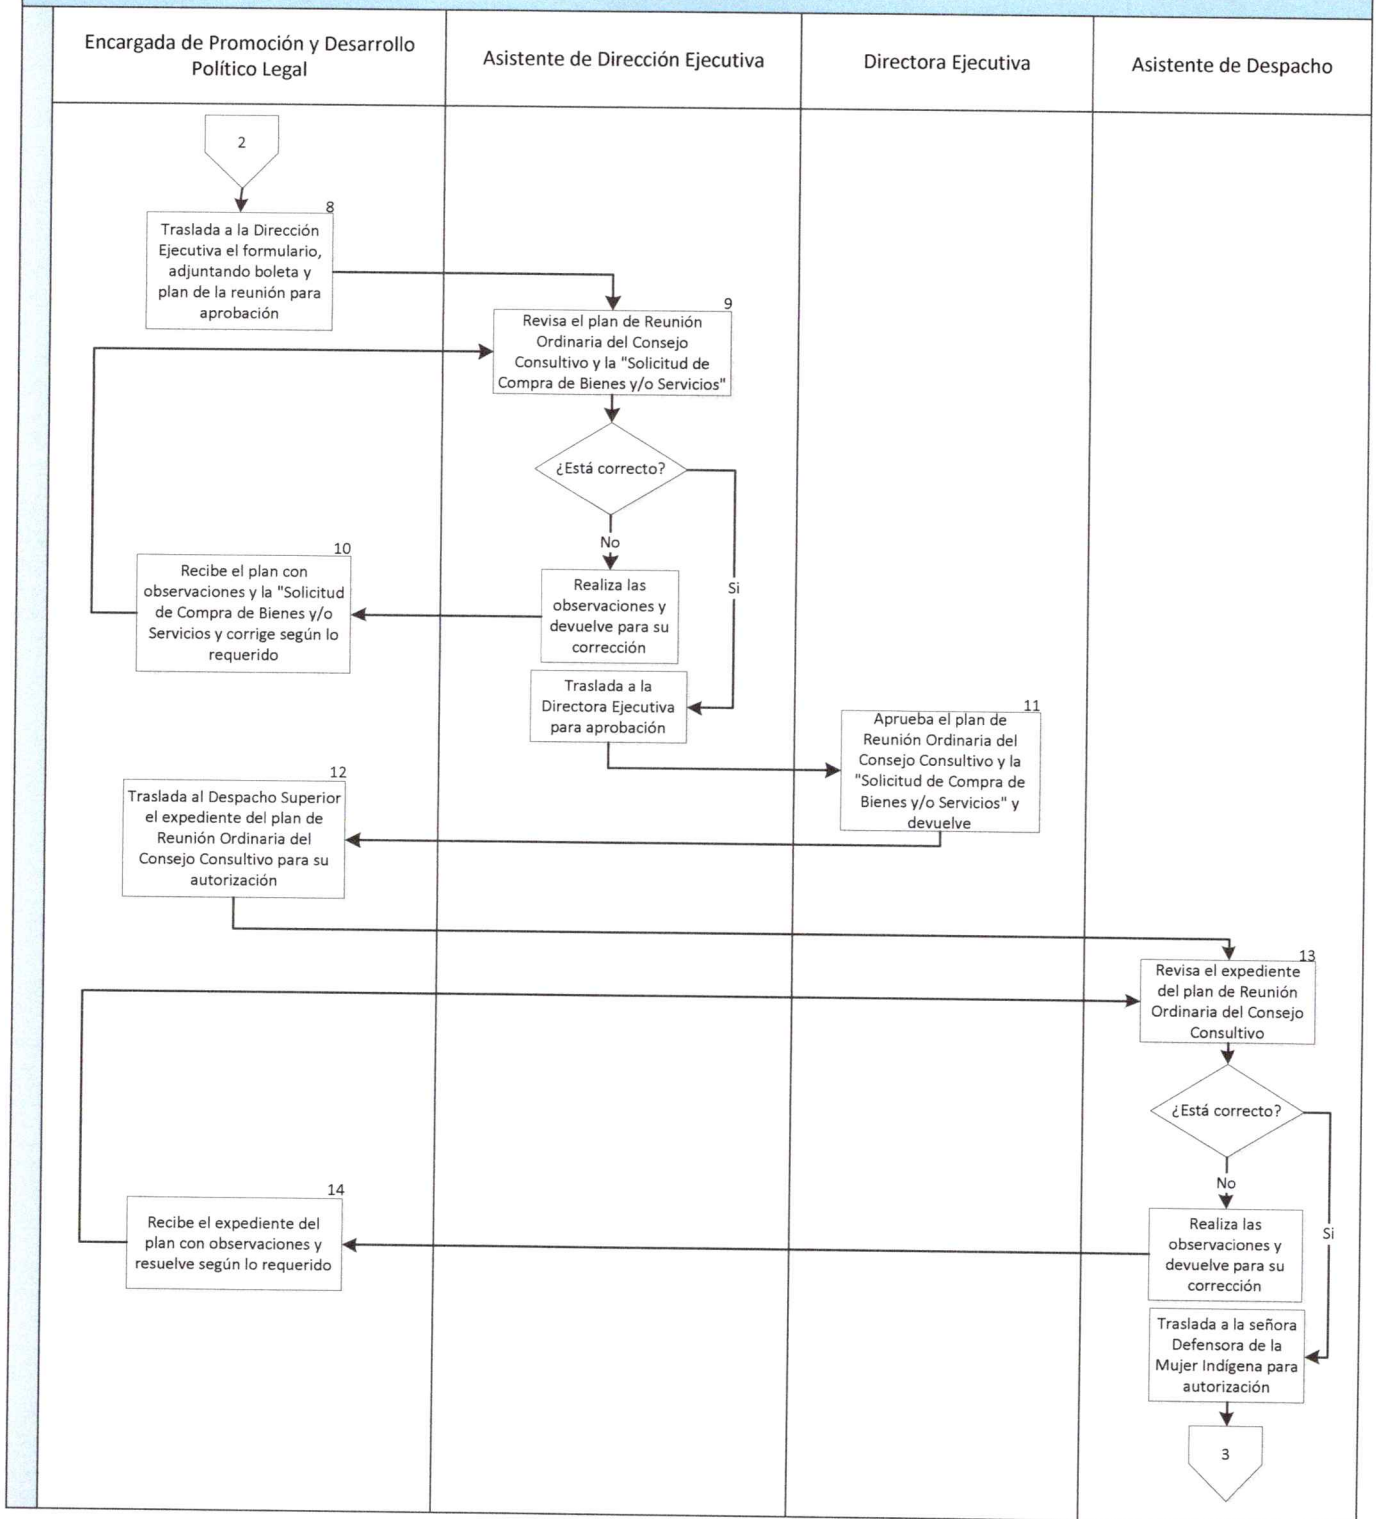 Encargada de Promoción y Desarrollo
Político Legal
Asistente de Dirección Ejecutiva
Directora Ejecutiva
Asistente de Despacho
2
8
Traslada a la Dirección
Ejecutiva el formulario,
adjuntando boleta y
plan de la reunión para
aprobación
9
Revisa el plan de Reunión
Ordinaria del Consejo
Consultivo y la "Solicitud de
Compra de Bienes y/o Servicios"
¿Está correcto?
No
Si
10
Recibe el plan con
observaciones y la "Solicitud
de Compra de Bienes y/o
Servicios y corrige según lo
requerido
Realiza las
observaciones y
devuelve para su
corrección
Traslada a la
Directora Ejecutiva
para aprobación
11
Aprueba el plan de
Reunión Ordinaria del
Consejo Consultivo y la
"Solicitud de Compra de
Bienes y/o Servicios" y
devuelve
12
Traslada al Despacho Superior
el expediente del plan de
Reunión Ordinaria del
Consejo Consultivo para su
autorización
13
Revisa el expediente
del plan de Reunión
Ordinaria del Consejo
Consultivo
¿Está correcto?
No
Si
14
Recibe el expediente del
plan con observaciones y
resuelve según lo requerido
Realiza las
observaciones y
devuelve para su
corrección
Traslada a la señora
Defensora de la
Mujer Indígena para
autorización
3